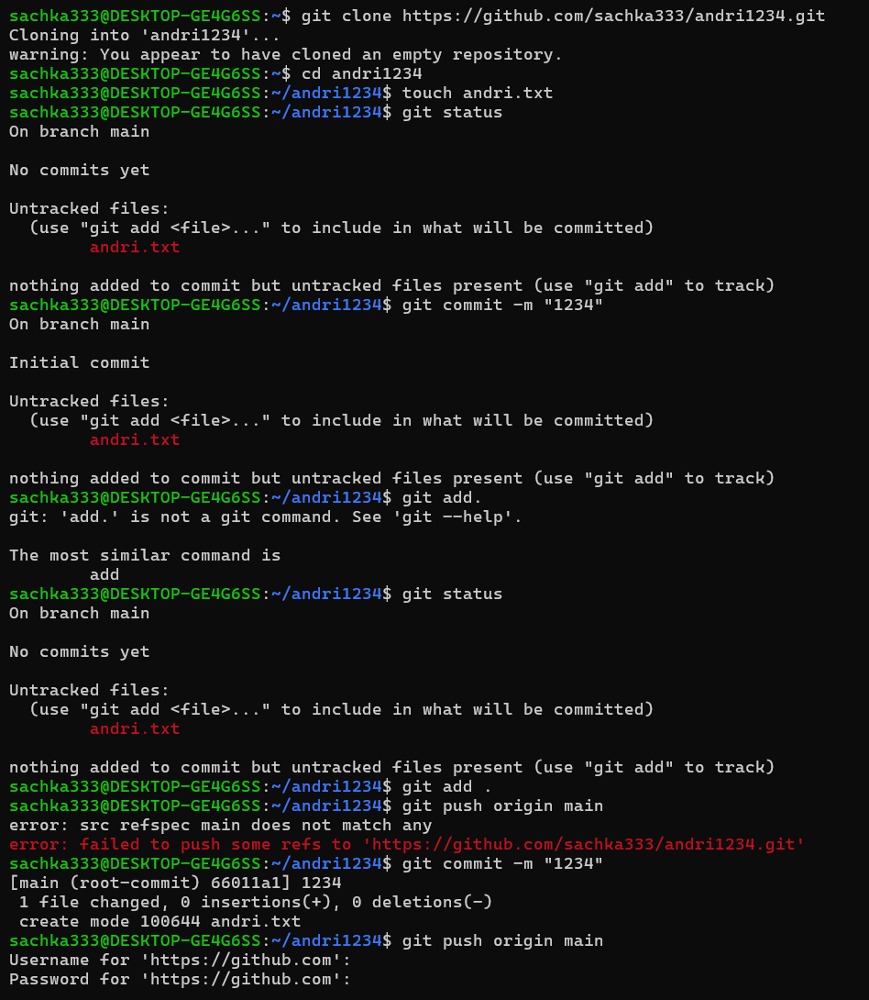 sachka333@DESKTOP-GE4G6SS:~$ git clone https://github.com/sachka333/andri1234.git
Cloning into 'andri1234'...
warning: You appear to have cloned an empty repository.
sachka333@DESKTOP-GE4G6SS:~$ cd andri1234
sachka333@DESKTOP-GE4G6SS:~/andri1234$ touch andri.txt
sachka333@DESKTOP-GE4G6SS:~/andri1234$ git status
On branch main

No commits yet

Untracked files:
  (use "git add <file>..." to include in what will be committed)
        andri.txt

nothing added to commit but untracked files present (use "git add" to track)
sachka333@DESKTOP-GE4G6SS:~/andri1234$ git commit -m "1234"
On branch main

Initial commit

Untracked files:
  (use "git add <file>..." to include in what will be committed)
        andri.txt

nothing added to commit but untracked files present (use "git add" to track)
sachka333@DESKTOP-GE4G6SS:~/andri1234$ git add.
git: 'add.' is not a git command. See 'git --help'.

The most similar command is
        add
sachka333@DESKTOP-GE4G6SS:~/andri1234$ git status
On branch main

No commits yet

Untracked files:
  (use "git add <file>..." to include in what will be committed)
        andri.txt

nothing added to commit but untracked files present (use "git add" to track)
sachka333@DESKTOP-GE4G6SS:~/andri1234$ git add .
sachka333@DESKTOP-GE4G6SS:~/andri1234$ git push origin main
error: src refspec main does not match any
error: failed to push some refs to 'https://github.com/sachka333/andri1234.git'
sachka333@DESKTOP-GE4G6SS:~/andri1234$ git commit -m "1234"
[main (root-commit) 66011a1] 1234
 1 file changed, 0 insertions(+), 0 deletions(-)
 create mode 100644 andri.txt
sachka333@DESKTOP-GE4G6SS:~/andri1234$ git push origin main
Username for 'https://github.com':
Password for 'https://github.com':